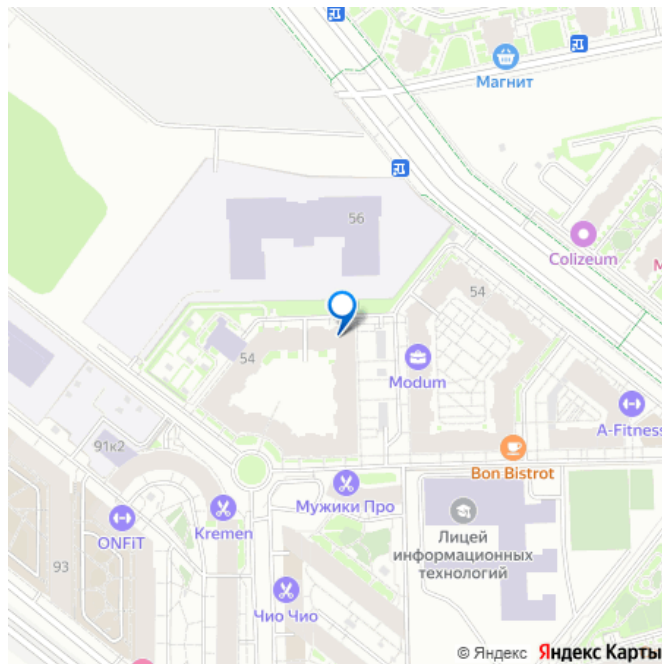 Магнит
56
Colizeum
М
54
54
Modum
A-Fitness
91к2
Bon Bistrot
Мужики Про
Kremen
ONFiT
Лицей
информационных
технологий
93
Чио Чио
© Яндекс Яндекс Карты